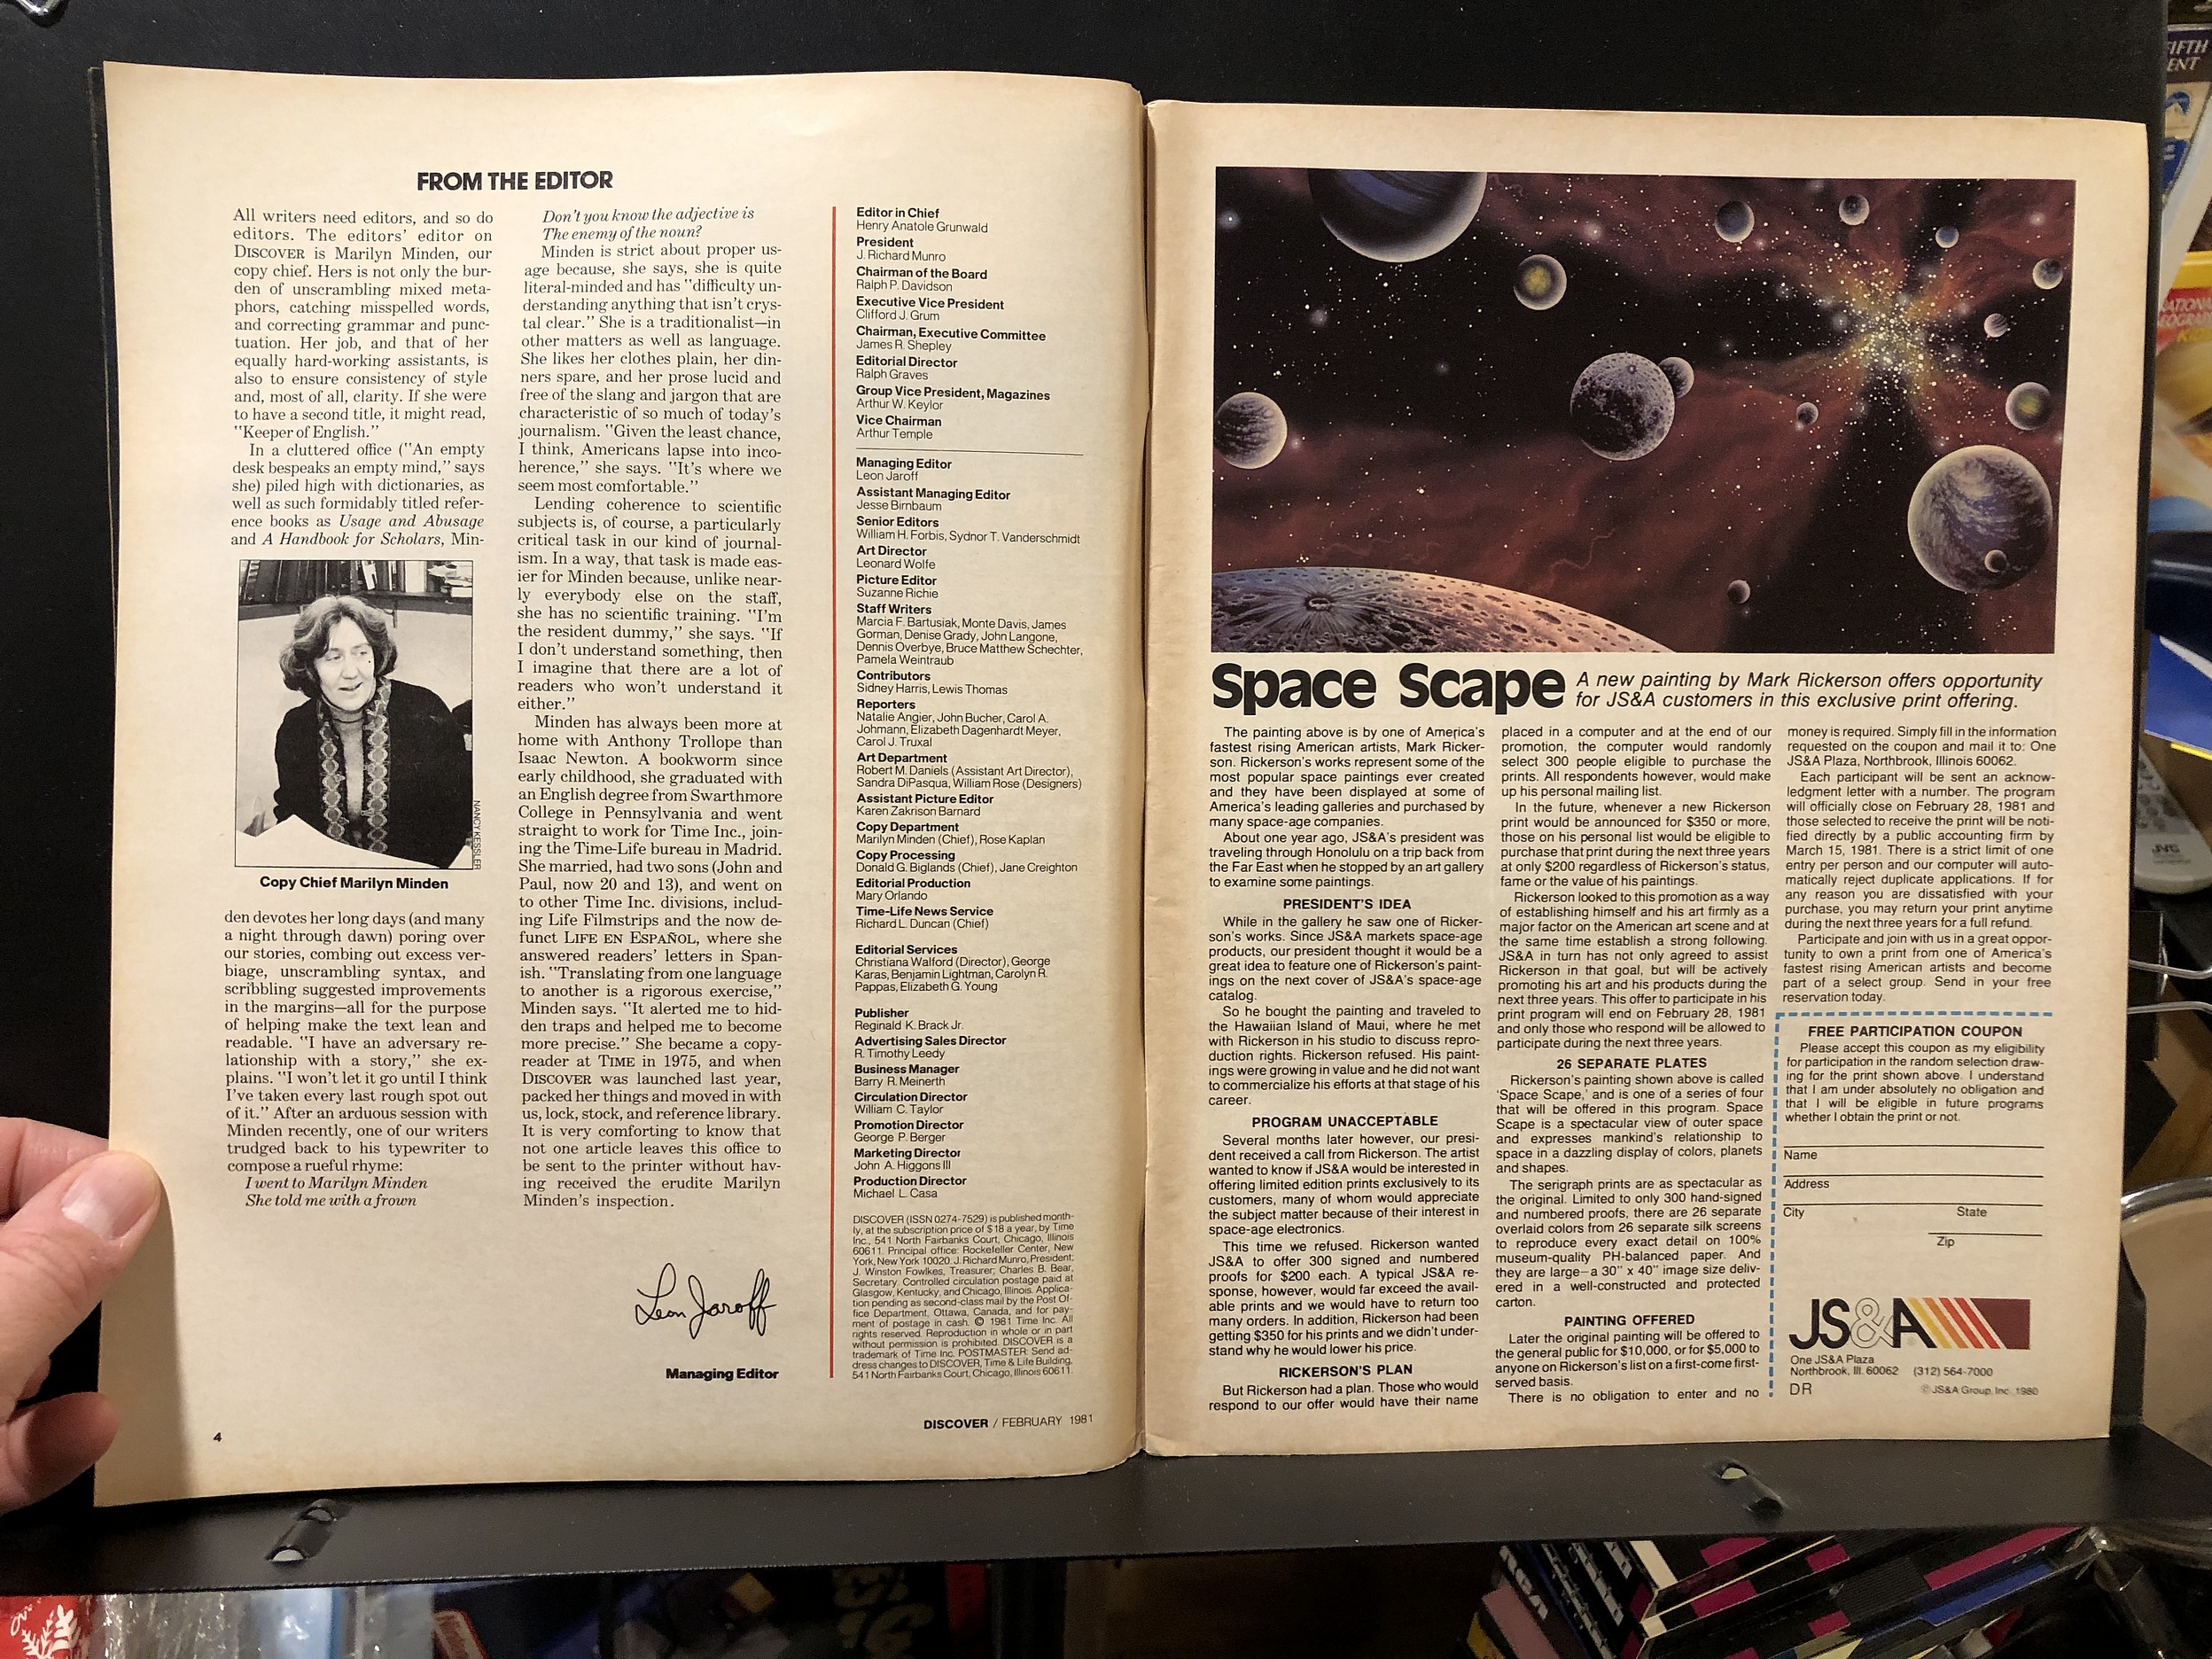 FROM THE EDITOR
All writers need editors, and so do
editors. The editors' editor on
DISCOVER is Marilyn Minden, our
copy chief. Hers is not only the bur-
den of unscrambling mixed meta-
phors, catching misspelled words,
and correcting grammar and punc-
tuation. Her job, and that of her
equally hard-working assistants, is
also to ensure consistency of style
and, most of all, clarity. If she were
to have a second title, it might read,
"Keeper of English."
In a cluttered office ("An empty
desk bespeaks an empty mind," says
she) piled high with dictionaries, as
well as such formidably titled refer-
ence books as Usage and Abusage
and A Handbook for Scholars, Min-
NANCY KESSLER
Copy Chief Marilyn Minden
den devotes her long days (and many
a night through dawn) poring over
our stories, combing out excess ver-
biage, unscrambling syntax, and
scribbling suggested improvements
in the margins—all for the purpose
of helping make the text lean and
readable. "I have an adversary re-
lationship with a story," she ex-
plains. "I won't let it go until I think
I've taken every last rough spot out
of it." After an arduous session with
Minden recently, one of our writers
trudged back to his typewriter to
compose a rueful rhyme:
I went to Marilyn Minden
She told me with a frown
Don't you know the adjective is
The enemy of the noun?
Minden is strict about proper us-
age because, she says, she is quite
literal-minded and has "difficulty un-
derstanding anything that isn't crys-
tal clear." She is a traditionalist—in
other matters as well as language.
She likes her clothes plain, her din-
ners spare, and her prose lucid and
free of the slang and jargon that are
characteristic of so much of today's
journalism. "Given the least chance,
I think, Americans lapse into inco-
herence," she says. "It's where we
seem most comfortable."
Lending coherence to scientific
subjects is, of course, a particularly
critical task in our kind of journal-
ism. In a way, that task is made eas-
ier for Minden because, unlike near-
ly everybody else on the staff,
she has no scientific training. "I'm
the resident dummy," she says. "If
I don't understand something, then
I imagine that there are a lot of
readers who won't understand it
either."
Minden has always been more at
home with Anthony Trollope than
Isaac Newton. A bookworm since
early childhood, she graduated with
an English degree from Swarthmore
College in Pennsylvania and went
straight to work for Time Inc., join-
ing the Time-Life bureau in Madrid.
She married, had two sons (John and
Paul, now 20 and 13), and went on
to other Time Inc. divisions, includ-
ing Life Filmstrips and the now de-
funct LIFE EN ESPAÑOL, where she
answered readers' letters in Span-
ish. "Translating from one language
to another is a rigorous exercise,"
Minden says. "It alerted me to hid-
den traps and helped me to become
more precise." She became a copy-
reader at TIME in 1975, and when
DISCOVER was launched last year,
packed her things and moved in with
us, lock, stock, and reference library.
It is very comforting to know that
not one article leaves this office to
be sent to the printer without hav-
ing received the erudite Marilyn
Minden's inspection.
Leon Jaroff
Managing Editor
Editor in Chief
Henry Anatole Grunwald
President
J. Richard Munro
Chairman of the Board
Ralph P. Davidson
Executive Vice President
Clifford J. Grum
Chairman, Executive Committee
James R. Shepley
Editorial Director
Ralph Graves
Group Vice President, Magazines
Arthur W. Keylor
Vice Chairman
Arthur Temple
Managing Editor
Leon Jaroff
Assistant Managing Editor
Jesse Birnbaum
Senior Editors
William H. Forbis, Sydnor T. Vanderschmidt
Art Director
Leonard Wolfe
Picture Editor
Suzanne Richie
Staff Writers
Marcia F. Bartusiak, Monte Davis, James
Gorman, Denise Grady, John Langone,
Dennis Overbye, Bruce Matthew Schechter,
Pamela Weintraub
Contributors
Sidney Harris, Lewis Thomas
Reporters
Natalie Angier, John Bucher, Carol A.
Johmann, Elizabeth Dagenhardt Meyer,
Carol J. Truxal
Art Department
Robert M. Daniels (Assistant Art Director),
Sandra DiPasqua, William Rose (Designers)
Assistant Picture Editor
Karen Zakrison Barnard
Copy Department
Marilyn Minden (Chief), Rose Kaplan
Copy Processing
Donald G. Biglands (Chief), Jane Creighton
Editorial Production
Mary Orlando
Time-Life News Service
Richard L. Duncan (Chief)
Editorial Services
Christiana Walford (Director), George
Karas, Benjamin Lightman, Carolyn R.
Pappas, Elizabeth G. Young
Publisher
Reginald K. Brack Jr.
Advertising Sales Director
R. Timothy Leedy
Business Manager
Barry R. Meinerth
Circulation Director
William C. Taylor
Promotion Director
George P. Berger
Marketing Director
John A. Higgons III
Production Director
Michael L. Casa
DISCOVER (ISSN 0274-7529) is published month-
ly, at the subscription price of $18 a year, by Time
Inc., 541 North Fairbanks Court, Chicago, Illinois
60611. Principal office: Rockefeller Center, New
York, New York 10020. J. Richard Munro, President;
J. Winston Fowlkes, Treasurer; Charles B. Bear,
Secretary. Controlled circulation postage paid at
Glasgow, Kentucky, and Chicago, Illinois. Applica-
tion pending as second-class mail by the Post Of-
fice Department, Ottawa, Canada, and for pay-
ment of postage in cash. © 1981 Time Inc. All
rights reserved. Reproduction in whole or in part
without permission is prohibited. DISCOVER is a
trademark of Time Inc. POSTMASTER: Send ad-
dress changes to DISCOVER, Time & Life Building,
541 North Fairbanks Court, Chicago, Illinois 60611.
DISCOVER / FEBRUARY 1981
4
Space Scape
A new painting by Mark Rickerson offers opportunity
for JS&A customers in this exclusive print offering.
The painting above is by one of America's
fastest rising American artists, Mark Ricker-
son. Rickerson's works represent some of the
most popular space paintings ever created
and they have been displayed at some of
America's leading galleries and purchased by
many space-age companies.
About one year ago, JS&A's president was
traveling through Honolulu on a trip back from
the Far East when he stopped by an art gallery
to examine some paintings.
PRESIDENT'S IDEA
While in the gallery he saw one of Ricker-
son's works. Since JS&A markets space-age
products, our president thought it would be a
great idea to feature one of Rickerson's paint-
ings on the next cover of JS&A's space-age
catalog.
So he bought the painting and traveled to
the Hawaiian Island of Maui, where he met
with Rickerson in his studio to discuss repro-
duction rights. Rickerson refused. His paint-
ings were growing in value and he did not want
to commercialize his efforts at that stage of his
career.
PROGRAM UNACCEPTABLE
Several months later however, our presi-
dent received a call from Rickerson. The artist
wanted to know if JS&A would be interested in
offering limited edition prints exclusively to its
customers, many of whom would appreciate
the subject matter because of their interest in
space-age electronics.
This time we refused. Rickerson wanted
JS&A to offer 300 signed and numbered
proofs for $200 each. A typical JS&A re-
sponse, however, would far exceed the avail-
able prints and we would have to return too
many orders. In addition, Rickerson had been
getting $350 for his prints and we didn't under-
stand why he would lower his price.
RICKERSON'S PLAN
But Rickerson had a plan. Those who would
respond to our offer would have their name
placed in a computer and at the end of our
promotion, the computer would randomly
select 300 people eligible to purchase the
prints. All respondents however, would make
up his personal mailing list.
In the future, whenever a new Rickerson
print would be announced for $350 or more,
those on his personal list would be eligible to
purchase that print during the next three years
at only $200 regardless of Rickerson's status,
fame or the value of his paintings.
Rickerson looked to this promotion as a way
of establishing himself and his art firmly as a
major factor on the American art scene and at
the same time establish a strong following.
JS&A in turn has not only agreed to assist
Rickerson in that goal, but will be actively
promoting his art and his products during the
next three years. This offer to participate in his
print program will end on February 28, 1981
and only those who respond will be allowed to
participate during the next three years.
26 SEPARATE PLATES
Rickerson's painting shown above is called
'Space Scape,' and is one of a series of four
that will be offered in this program. Space
Scape is a spectacular view of outer space
and expresses mankind's relationship to
space in a dazzling display of colors, planets
and shapes.
The serigraph prints are as spectacular as
the original. Limited to only 300 hand-signed
and numbered proofs, there are 26 separate
overlaid colors from 26 separate silk screens
to reproduce every exact detail on 100%
museum-quality PH-balanced paper. And
they are large—a 30" x 40" image size deliv-
ered in a well-constructed and protected
carton.
PAINTING OFFERED
Later the original painting will be offered to
the general public for $10,000, or for $5,000 to
anyone on Rickerson's list on a first-come first-
served basis.
There is no obligation to enter and no
money is required. Simply fill in the information
requested on the coupon and mail it to: One
JS&A Plaza, Northbrook, Illinois 60062.
Each participant will be sent an acknow-
ledgment letter with a number. The program
will officially close on February 28, 1981 and
those selected to receive the print will be noti-
fied directly by a public accounting firm by
March 15, 1981. There is a strict limit of one
entry per person and our computer will auto-
matically reject duplicate applications. If for
any reason you are dissatisfied with your
purchase, you may return your print anytime
during the next three years for a full refund.
Participate and join with us in a great oppor-
tunity to own a print from one of America's
fastest rising American artists and become
part of a select group. Send in your free
reservation today.
FREE PARTICIPATION COUPON
Please accept this coupon as my eligibility
for participation in the random selection draw-
ing for the print shown above. I understand
that I am under absolutely no obligation and
that I will be eligible in future programs
whether I obtain the print or not.
Name
Address
City State
Zip
JS&A
One JS&A Plaza
Northbrook, Ill. 60062 (312) 564-7000
DR © JS&A Group, Inc. 1980
JVC